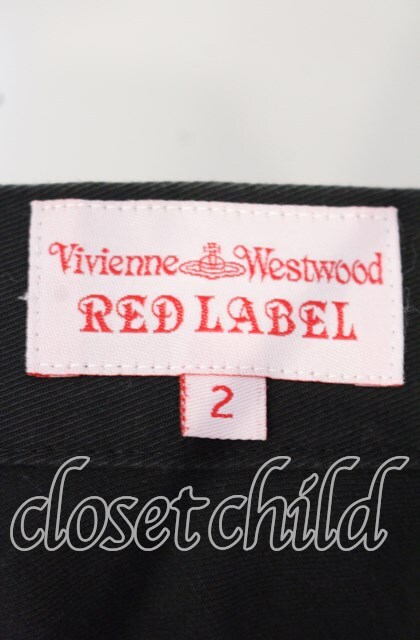 Vivienne Westwood
RED LABEL
2
closet child